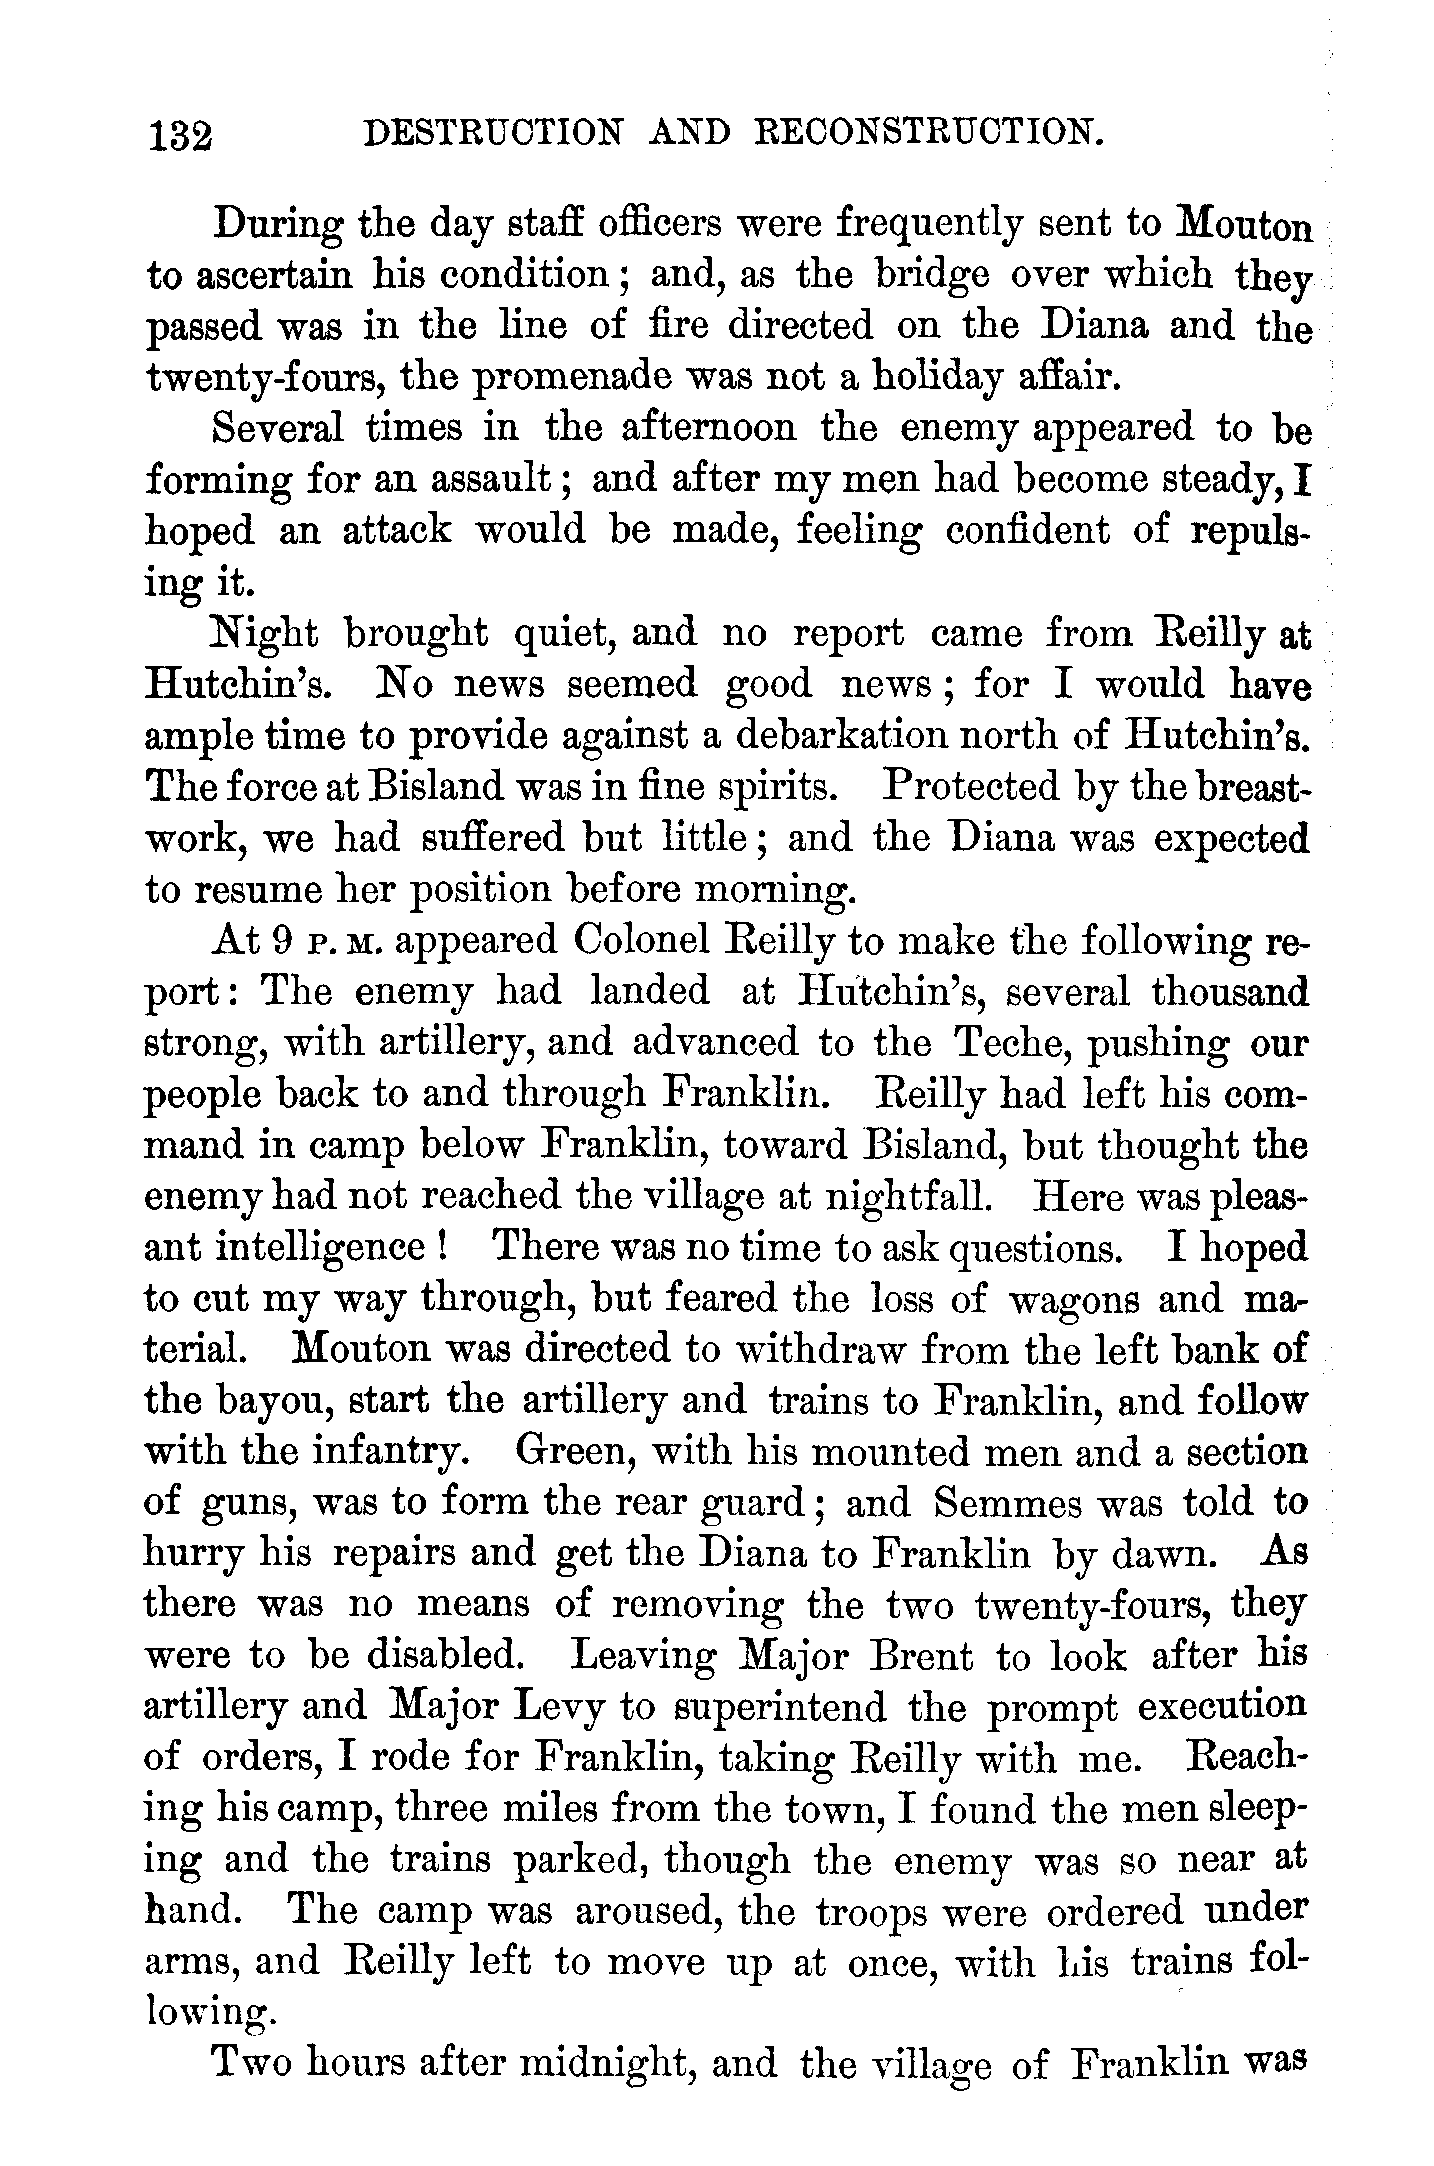 132 DESTRUCTION AND RECONSTRUCTION.
During the day staff officers were frequently sent to Mouton
to ascertain his condition; and, as the bridge over which they
passed was in the line of fire directed on the Diana and the
twenty-fours, the promenade was not a holiday affair.
Several times in the afternoon the enemy appeared to be
forming for an assault; and after my men had become steady, I
hoped an attack would be made, feeling confident of repuls-
ing it.
Night brought quiet, and no report came from Reilly at
Hutchin's. No news seemed good news; for I would have
ample time to provide against a debarkation north of Hutchin's.
The force at Bisland was in fine spirits. Protected by the breast-
work, we had suffered but little; and the Diana was expected
to resume her position before morning.
At 9 P. M. appeared Colonel Reilly to make the following re-
port: The enemy had landed at Hutchin's, several thousand
strong, with artillery, and advanced to the Teche, pushing our
people back to and through Franklin. Reilly had left his com-
mand in camp below Franklin, toward Bisland, but thought the
enemy had not reached the village at nightfall. Here was pleas-
ant intelligence! There was no time to ask questions. I hoped
to cut my way through, but feared the loss of wagons and ma-
terial. Mouton was directed to withdraw from the left bank of
the bayou, start the artillery and trains to Franklin, and follow
with the infantry. Green, with his mounted men and a section
of guns, was to form the rear guard; and Semmes was told to
hurry his repairs and get the Diana to Franklin by dawn. As
there was no means of removing the two twenty-fours, they
were to be disabled. Leaving Major Brent to look after his
artillery and Major Levy to superintend the prompt execution
of orders, I rode for Franklin, taking Reilly with me. Reach-
ing his camp, three miles from the town, I found the men sleep-
ing and the trains parked, though the enemy was so near at
hand. The camp was aroused, the troops were ordered under
arms, and Reilly left to move up at once, with his trains fol-
lowing.
Two hours after midnight, and the village of Franklin was